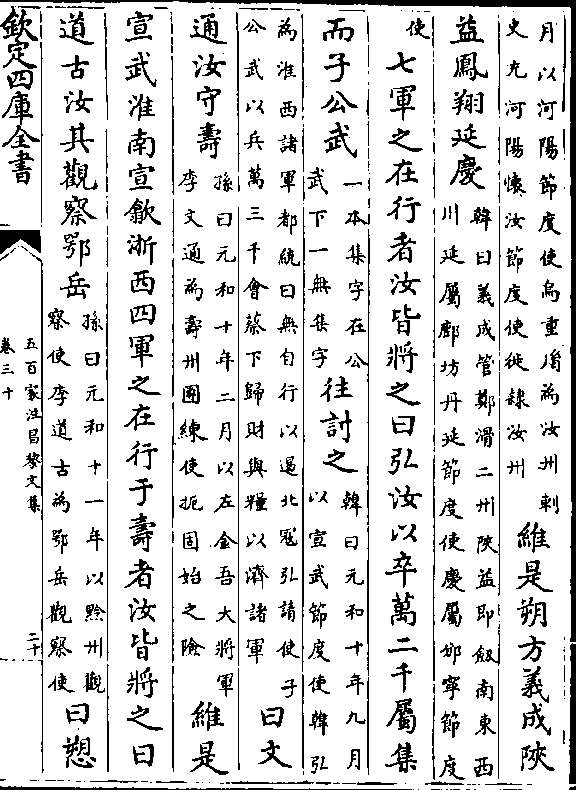 月以河陽節度使烏重胤為汝州刺
史充河陽懷汝節度使徙隸汝州
維是朔方義成陜
益鳳翔延慶
韓曰義成管鄭滑二州陜益即劔南東西
川延屬鄜坊丹延節度使慶屬邠寧節度
使
七軍之在行者汝皆將之曰弘汝以卒萬二千屬集
而子公武
一本集字在公
武下一無集字
往討之
韓曰元和十年九月
以宣武節度使韓弘
為淮西諸軍都統曰無自行以遏北冦弘請使子
公武以兵萬三千會蔡下歸財與糧以濟諸軍
曰文
通汝守壽
孫曰元和十年二月以左金吾大將軍
李文通為壽州團練使扼固始之險
維是
宣武淮南宣歙浙西四軍之在行于壽者汝皆將之曰
道古汝其觀察鄂岳
孫曰元和十一年以黔州觀
察使李道古為鄂岳觀察使
曰愬
欽定四庫全書
五百家注昌黎文集
卷三十
二十